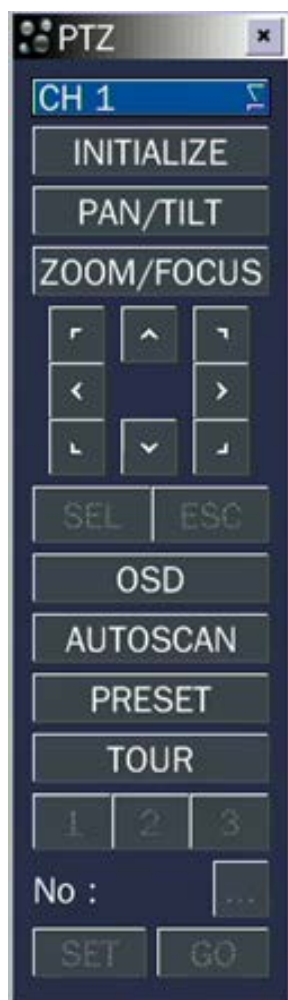 PTZ
CH 1
INITIALIZE
PAN/TILT
ZOOM/FOCUS
SEL ESC
OSD
AUTOSCAN
PRESET
TOUR
1 2 3
No : ...
SET GO